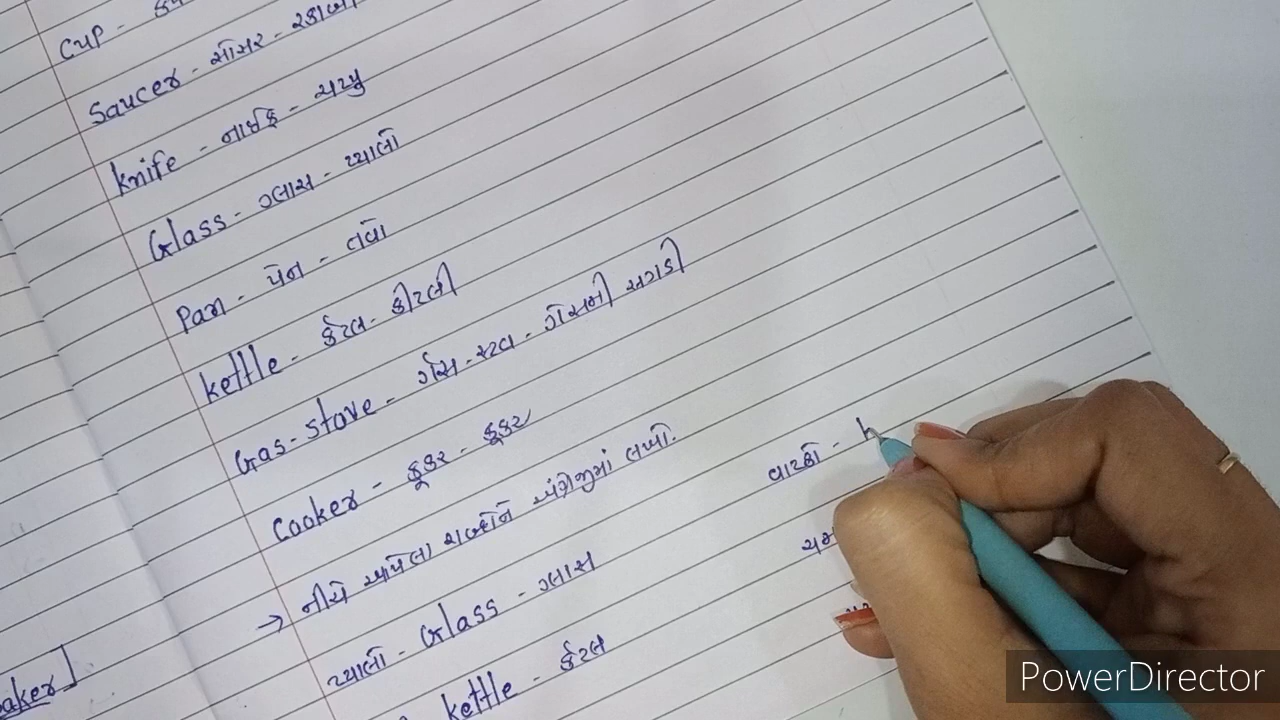 Cup - કપ
Saucer - સોસર - રકાબી
Knife - નાઈફ - ચપ્પુ
Glass - ગ્લાસ - પ્યાલો
Pan - પેન - તવો
Kettle - કેટલ - કીટલી
Gas-stove - ગેસ-સ્ટવ - ગેસની સગડી
Cooker - કૂકર - કૂકર
→ નીચે આપેલા શબ્દોને અંગ્રેજીમાં લખો.
પ્યાલો - Glass - ગ્લાસ
વાટકો -
Kettle - કેટલ
PowerDirector